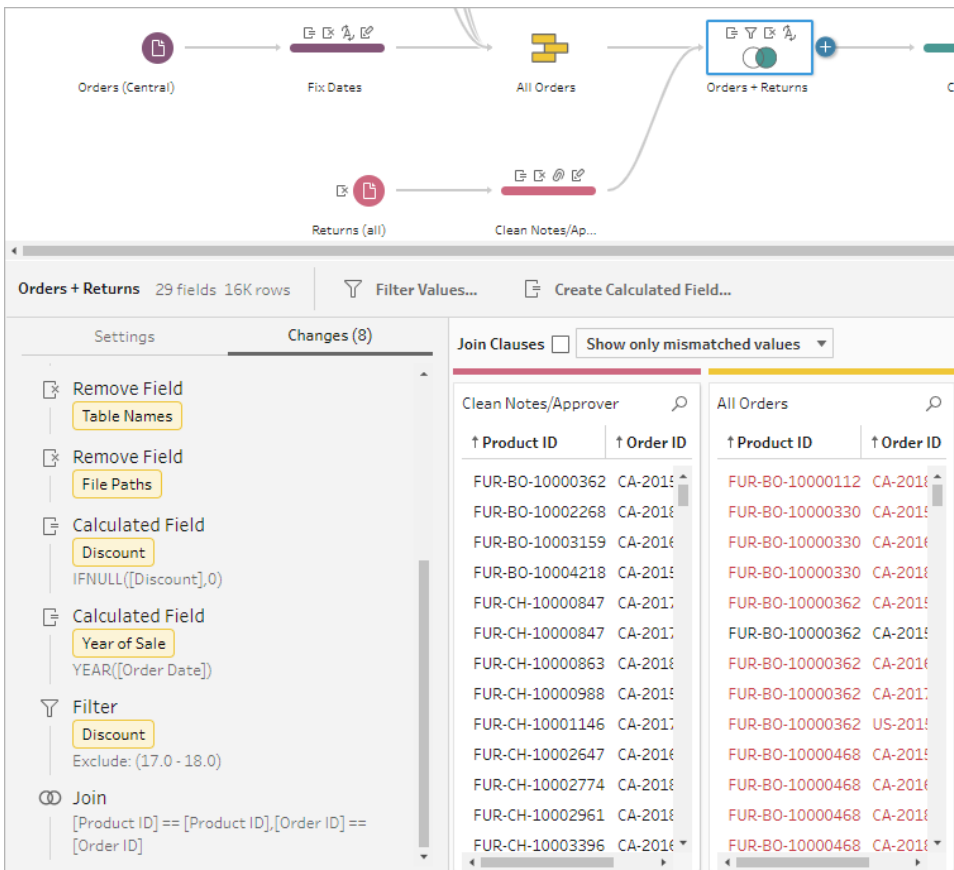 Orders (Central)
Fix Dates
All Orders
Orders + Returns
C
Returns (all)
Clean Notes/Ap...
Orders + Returns 29 fields 16K rows
Filter Values...
Create Calculated Field...
Settings
Changes (8)
Remove Field
Table Names
Remove Field
File Paths
Calculated Field
Discount
IFNULL([Discount],0)
Calculated Field
Year of Sale
YEAR([Order Date])
Filter
Discount
Exclude: (17.0 - 18.0)
Join
[Product ID] == [Product ID],[Order ID] ==
[Order ID]
Join Clauses
Show only mismatched values
Clean Notes/Approver
Product ID Order ID
FUR-BO-10000362 CA-2015
FUR-BO-10002268 CA-2018
FUR-BO-10003159 CA-2016
FUR-BO-10004218 CA-2015
FUR-CH-10000847 CA-2017
FUR-CH-10000847 CA-2017
FUR-CH-10000863 CA-2018
FUR-CH-10000988 CA-2015
FUR-CH-10001146 CA-2017
FUR-CH-10002647 CA-2016
FUR-CH-10002774 CA-2018
FUR-CH-10002961 CA-2018
FUR-CH-10003396 CA-2016
All Orders
Product ID Order ID
FUR-BO-10000112 CA-2018
FUR-BO-10000330 CA-2015
FUR-BO-10000330 CA-2016
FUR-BO-10000330 CA-2018
FUR-BO-10000362 CA-2015
FUR-BO-10000362 CA-2015
FUR-BO-10000362 CA-2016
FUR-BO-10000362 CA-2017
FUR-BO-10000362 US-2015
FUR-BO-10000468 CA-2015
FUR-BO-10000468 CA-2016
FUR-BO-10000468 CA-2018
FUR-BO-10000468 CA-2018